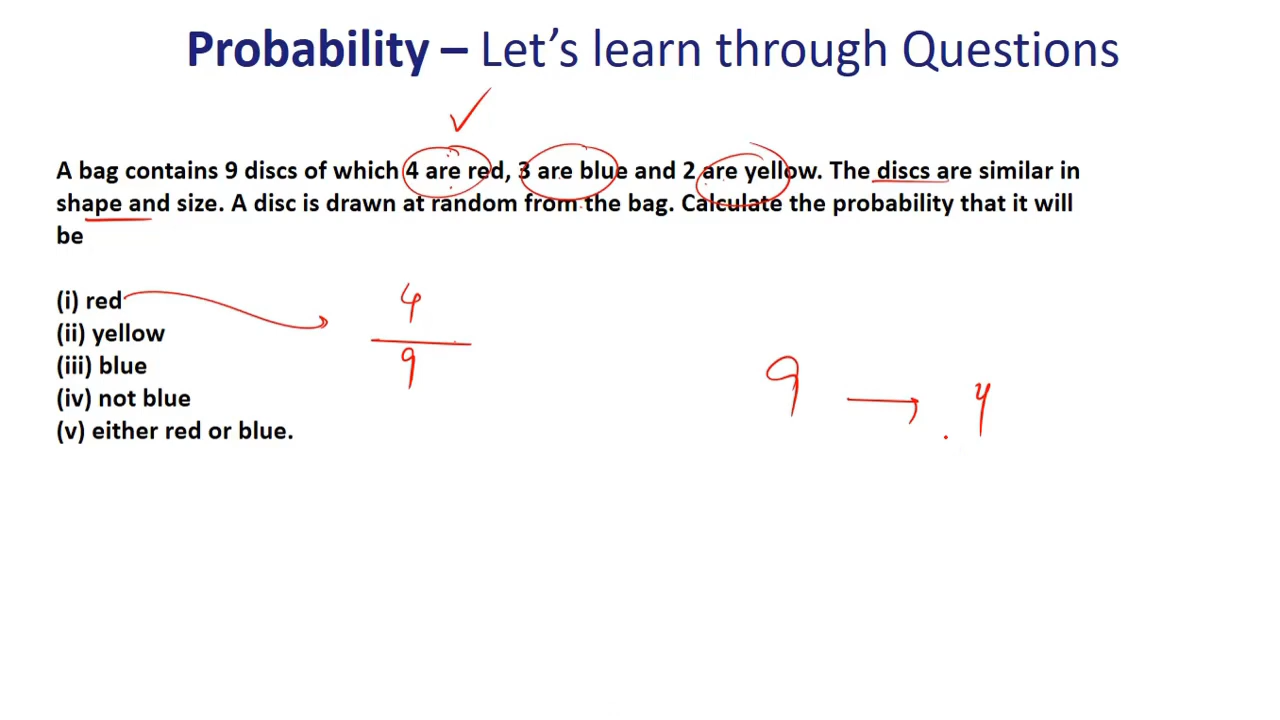 Probability – Let’s learn through Questions
A bag contains 9 discs of which 4 are red, 3 are blue and 2 are yellow. The discs are similar in
shape and size. A disc is drawn at random from the bag. Calculate the probability that it will
be
(i) red
(ii) yellow
(iii) blue
(iv) not blue
(v) either red or blue.
4
9
9 → 4